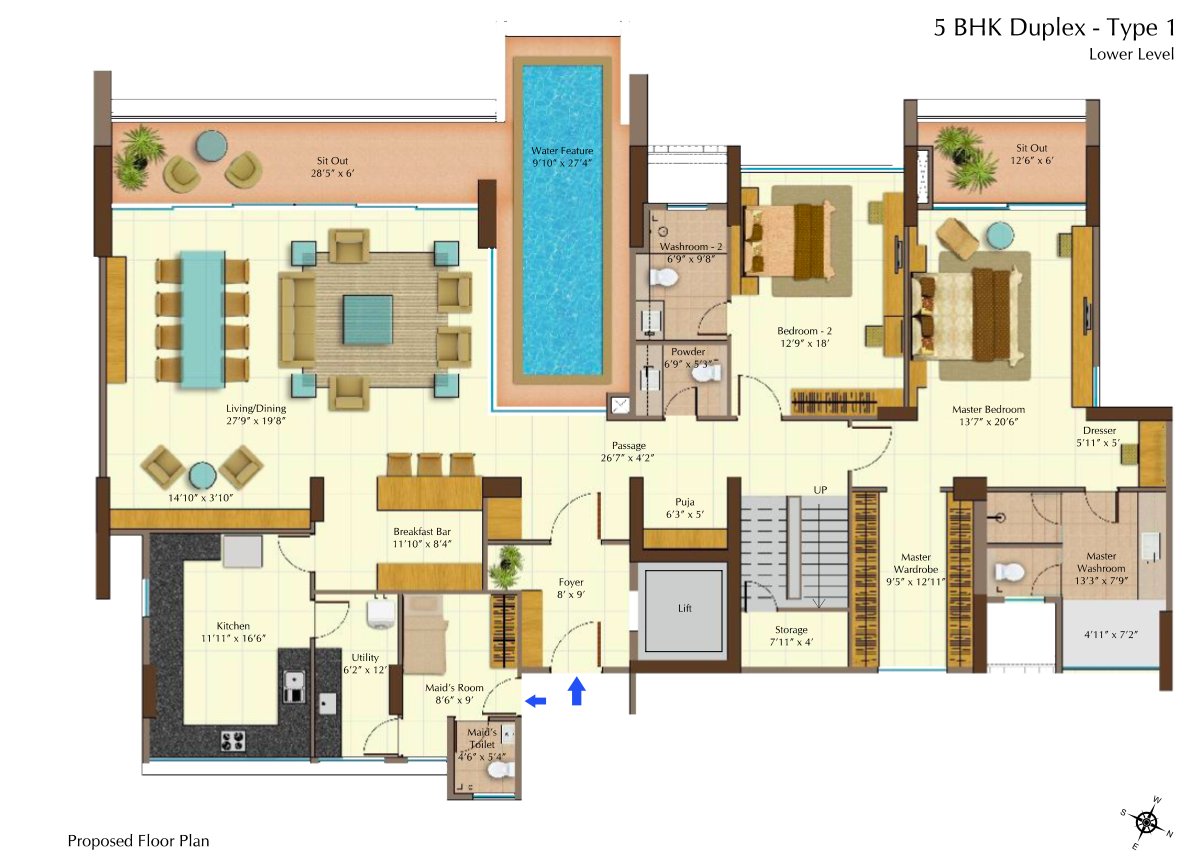 5 BHK Duplex - Type 1
Lower Level
Sit Out
28'5" x 6'
Water Feature
9'10" x 27'4"
Sit Out
12'6" x 6'
Washroom - 2
6'9" x 9'8"
Bedroom - 2
12'9" x 18'
Powder
6'9" x 5'3"
Living/Dining
27'9" x 19'8"
Master Bedroom
13'7" x 20'6"
Dresser
5'11" x 5'
Passage
26'7" x 4'2"
14'10" x 3'10"
UP
Puja
6'3" x 5'
Breakfast Bar
11'10" x 8'4"
Master
Wardrobe
9'5" x 12'11"
Master
Washroom
13'3" x 7'9"
Foyer
8' x 9'
Lift
Kitchen
11'11" x 16'6"
Storage
7'11" x 4'
4'11" x 7'2"
Utility
6'2" x 12'
Maid's Room
8'6" x 9'
Maid's
Toilet
4'6" x 5'4"
Proposed Floor Plan
W
S
N
E